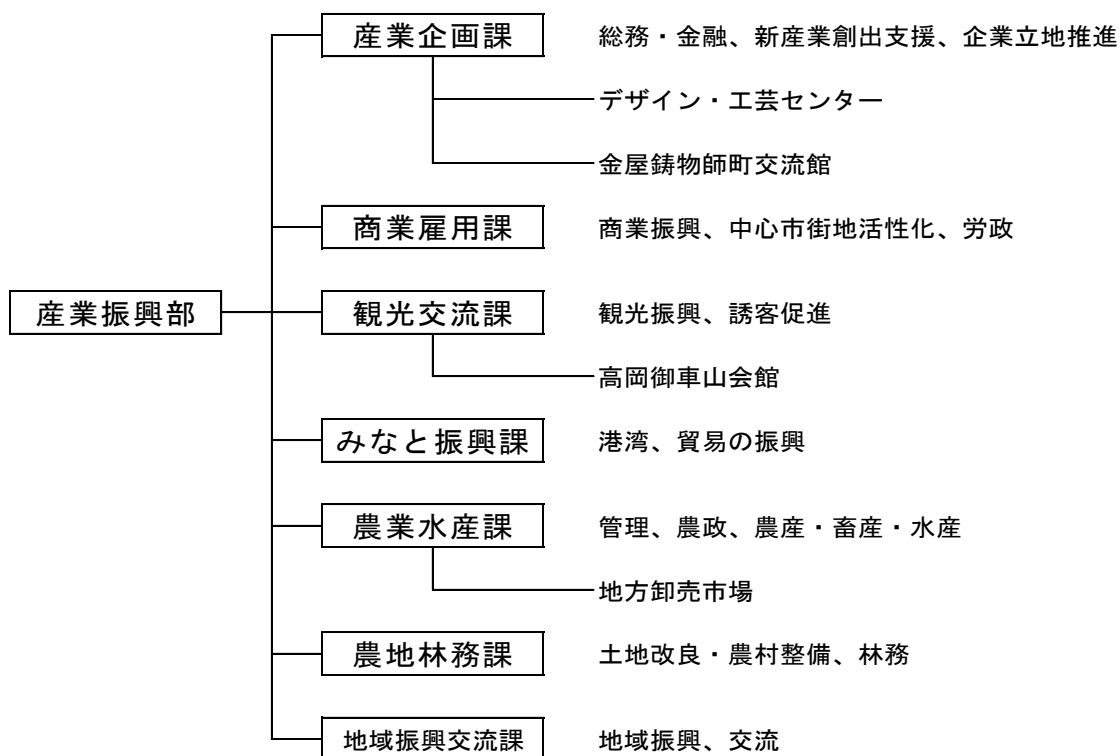 産業企画課 総務・金融、新産業創出支援、企業立地推進
デザイン・工芸センター
金屋鋳物師町交流館
商業雇用課 商業振興、中心市街地活性化、労政
産業振興部 観光交流課 観光振興、誘客促進
高岡御車山会館
みなと振興課 港湾、貿易の振興
農業水産課 管理、農政、農産・畜産・水産
地方卸売市場
農地林務課 土地改良・農村整備、林務
地域振興交流課 地域振興、交流